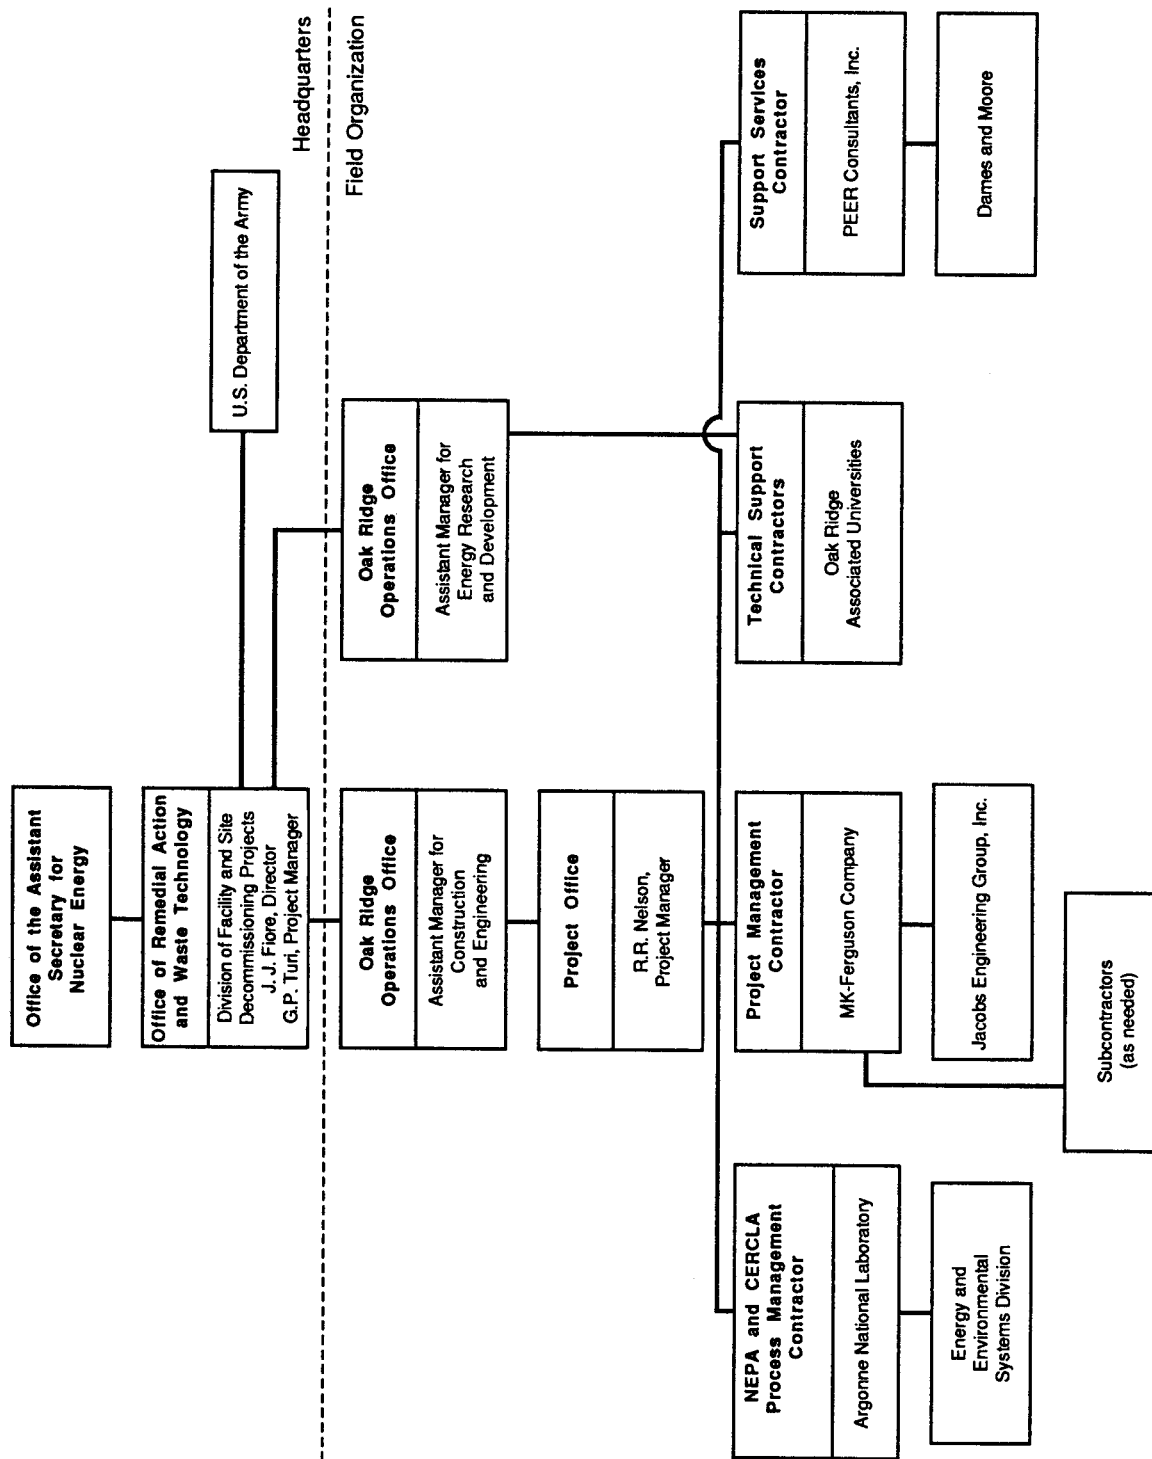 Office of the Assistant
Secretary for
Nuclear Energy
Office of Remedial Action
and Waste Technology
Division of Facility and Site
Decommissioning Projects
J. J. Fiore, Director
G.P. Turi, Project Manager
U.S. Department of the Army
Headquarters
Field Organization
Oak Ridge
Operations Office
Assistant Manager for
Construction
and Engineering
Oak Ridge
Operations Office
Assistant Manager for
Energy Research
and Development
Project Office
R.R. Nelson,
Project Manager
NEPA and CERCLA
Process Management
Contractor
Argonne National Laboratory
Energy and
Environmental
Systems Division
Project Management
Contractor
MK-Ferguson Company
Jacobs Engineering Group, Inc.
Subcontractors
(as needed)
Technical Support
Contractors
Oak Ridge
Associated Universities
Support Services
Contractor
PEER Consultants, Inc.
Dames and Moore